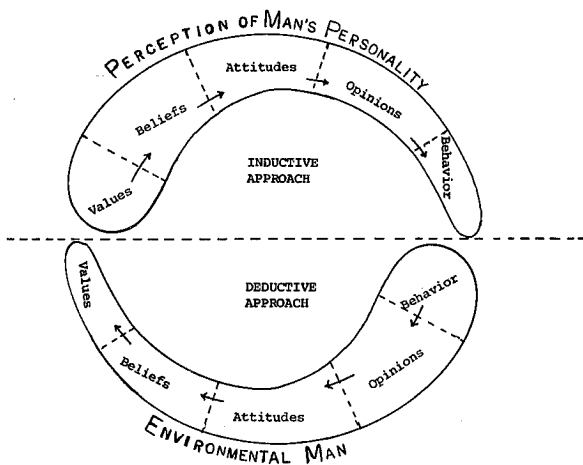 PERCEPTION OF MAN'S PERSONALITY
Values
Beliefs
Attitudes
Opinions
Behavior
INDUCTIVE
APPROACH
DEDUCTIVE
APPROACH
Behavior
Opinions
Attitudes
Beliefs
Values
ENVIRONMENTAL MAN